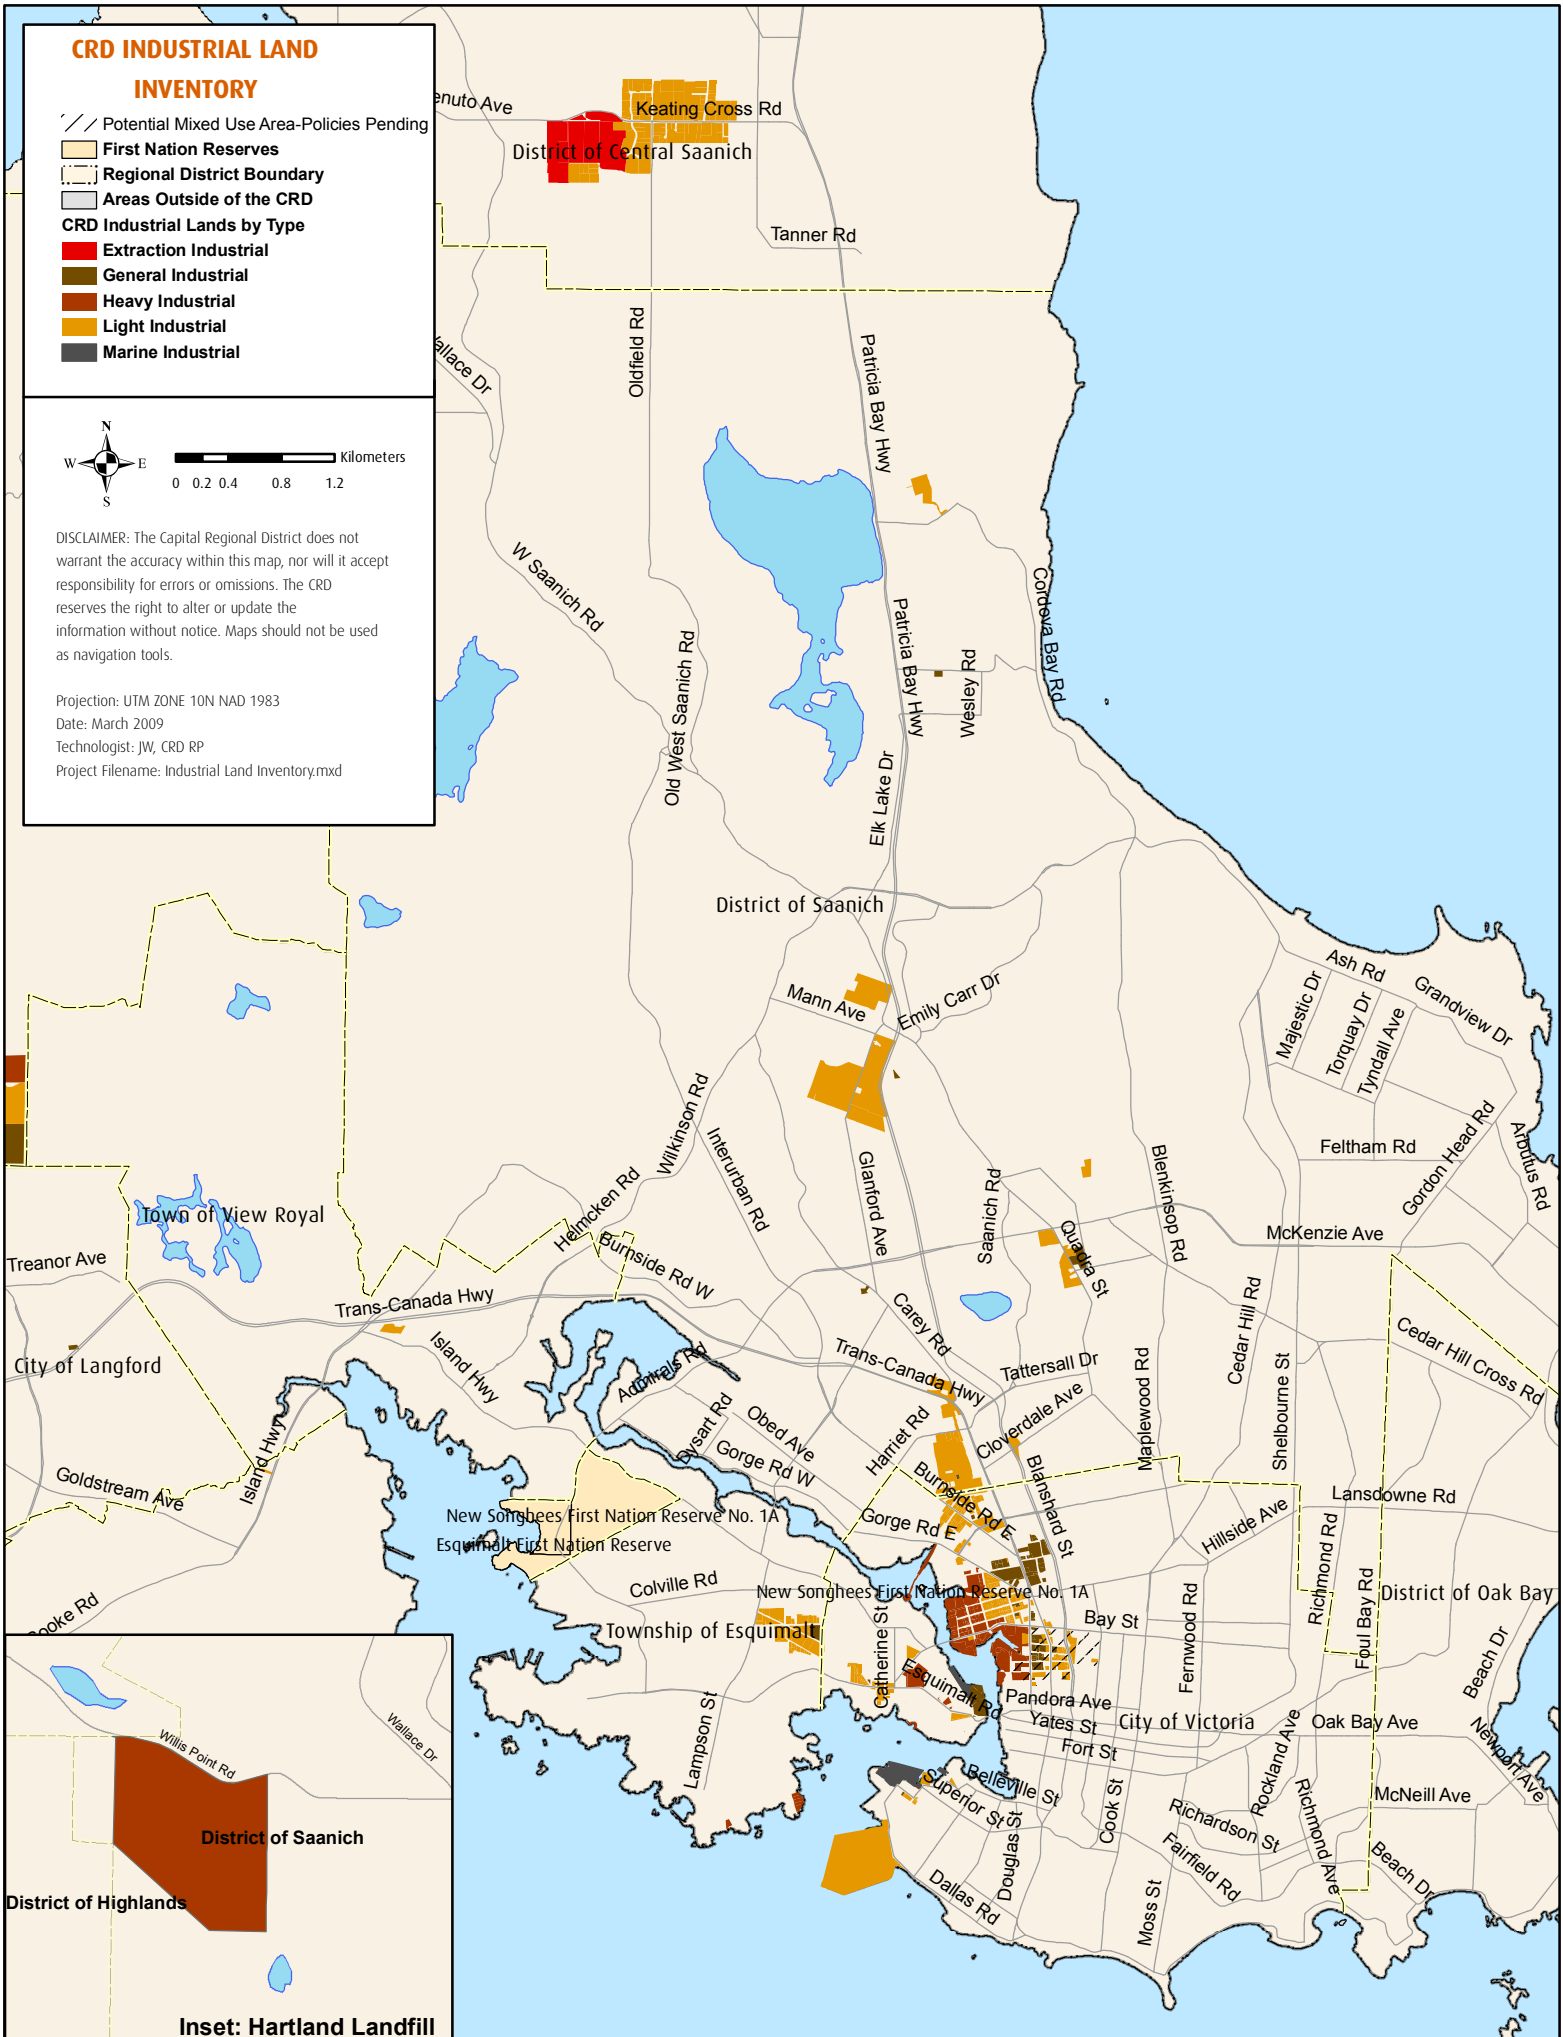 CRD INDUSTRIAL LAND
INVENTORY
Potential Mixed Use Area-Policies Pending
First Nation Reserves
Regional District Boundary
Areas Outside of the CRD
CRD Industrial Lands by Type
Extraction Industrial
General Industrial
Heavy Industrial
Light Industrial
Marine Industrial
N
W E
S
Kilometers
0 0.2 0.4 0.8 1.2
DISCLAIMER: The Capital Regional District does not
warrant the accuracy within this map, nor will it accept
responsibility for errors or omissions. The CRD
reserves the right to alter or update the
information without notice. Maps should not be used
as navigation tools.
Projection: UTM ZONE 10N NAD 1983
Date: March 2009
Technologist: JW, CRD RP
Project Filename: Industrial Land Inventory.mxd
enuto Ave
Keating Cross Rd
District of Central Saanich
Tanner Rd
Oldfield Rd
Patricia Bay Hwy
allace Dr
W Saanich Rd
Cordova Bay Rd
Patricia Bay Hwy
Wesley Rd
Old West Saanich Rd
Elk Lake Dr
District of Saanich
Mann Ave
Emily Carr Dr
Ash Rd
Majestic Dr
Torquay Dr
Tyndall Ave
Grandview Dr
Wilkinson Rd
Interurban Rd
Glanford Ave
Saanich Rd
Blenkinsop Rd
Feltham Rd
Gordon Head Rd
Arbutus Rd
Town of View Royal
Helmcken Rd
Burnside Rd W
Quadra St
McKenzie Ave
Treanor Ave
Trans-Canada Hwy
Island Hwy
Carey Rd
Cedar Hill Rd
City of Langford
Admirals Rd
Trans-Canada Hwy
Tattersall Dr
Maplewood Rd
Shelbourne St
Cedar Hill Cross Rd
Dysart Rd
Obed Ave
Harriet Rd
Cloverdale Ave
Island Hwy
Gorge Rd W
Burnside Rd E
Blanshard St
Goldstream Ave
Lansdowne Rd
New Songhees First Nation Reserve No. 1A
Gorge Rd E
Hillside Ave
Richmond Rd
Esquimalt First Nation Reserve
Colville Rd
New Songhees First Nation Reserve No. 1A
Foul Bay Rd
District of Oak Bay
ooke Rd
Township of Esquimalt
Catherine St
Bay St
Fernwood Rd
Beach Dr
Lampson St
Esquimalt Rd
Pandora Ave
Yates St
City of Victoria
Fort St
Oak Bay Ave
Rockland Ave
Newport Ave
Superior St
Belleville St
Douglas St
Cook St
Richardson St
Richmond Ave
McNeill Ave
Fairfield Rd
Beach Dr
Dallas Rd
Moss St
Willis Point Rd
Wallace Dr
District of Saanich
District of Highlands
Inset: Hartland Landfill